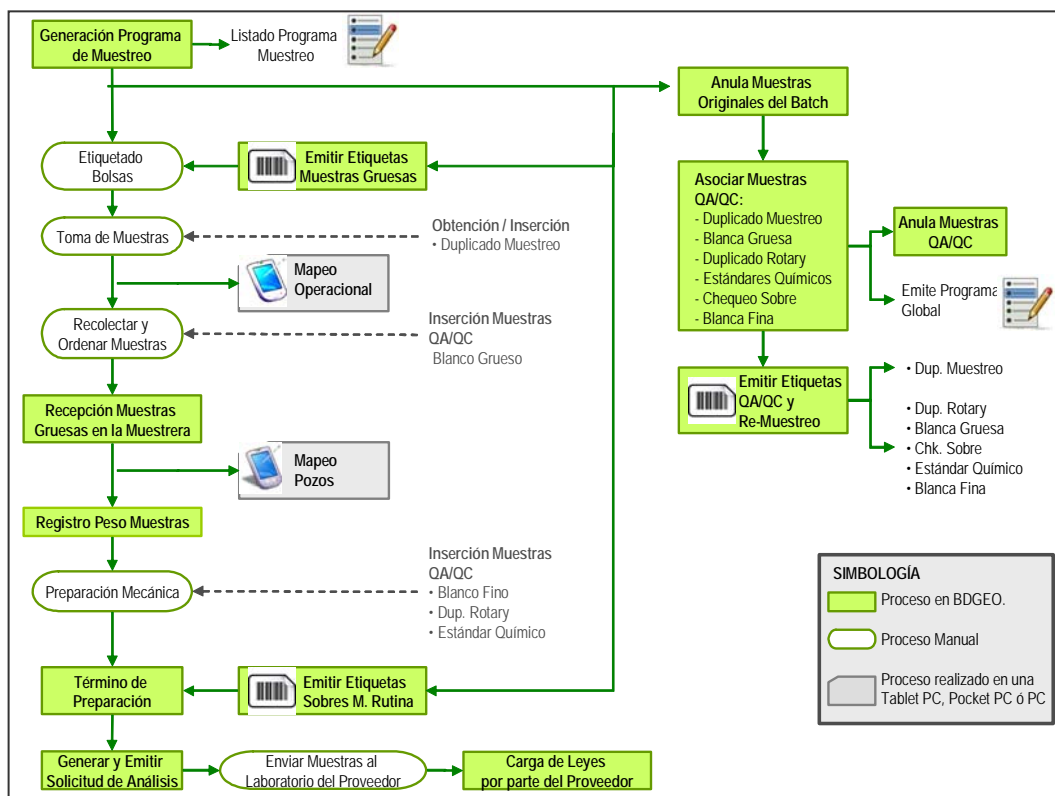 Generación Programa
de Muestreo
Listado Programa
Muestreo
Etiquetado
Bolsas
Emitir Etiquetas
Muestras Gruesas
Toma de Muestras
Obtención / Inserción
• Duplicado Muestreo
Mapeo
Operacional
Recolectar y
Ordenar Muestras
Inserción Muestras
QA/QC
Blanco Grueso
Recepción Muestras
Gruesas en la Muestrera
Mapeo
Pozos
Registro Peso Muestras
Preparación Mecánica
Inserción Muestras
QA/QC
• Blanco Fino
• Dup. Rotary
• Estándar Químico
Término de
Preparación
Emitir Etiquetas
Sobres M. Rutina
Generar y Emitir
Solicitud de Análisis
Enviar Muestras al
Laboratorio del Proveedor
Carga de Leyes
por parte del Proveedor
Anula Muestras
Originales del Batch
Asociar Muestras
QA/QC:
- Duplicado Muestreo
- Blanca Gruesa
- Duplicado Rotary
- Estándares Químicos
- Chequeo Sobre
- Blanca Fina
Anula Muestras
QA/QC
Emite Programa
Global
Emitir Etiquetas
QA/QC y
Re-Muestreo
• Dup. Muestreo
• Dup. Rotary
• Blanca Gruesa
• Chk. Sobre
• Estándar Químico
• Blanca Fina
SIMBOLOGÍA
Proceso en BDGEO.
Proceso Manual
Proceso realizado en una
Tablet PC, Pocket PC ó PC